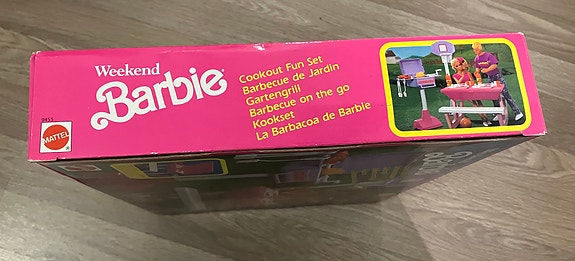 Weekend
Barbie
Cookout Fun Set
Barbecue de Jardin
Gartengrill
Barbecue on the go
Kookset
La Barbacoa de Barbie
MATTEL